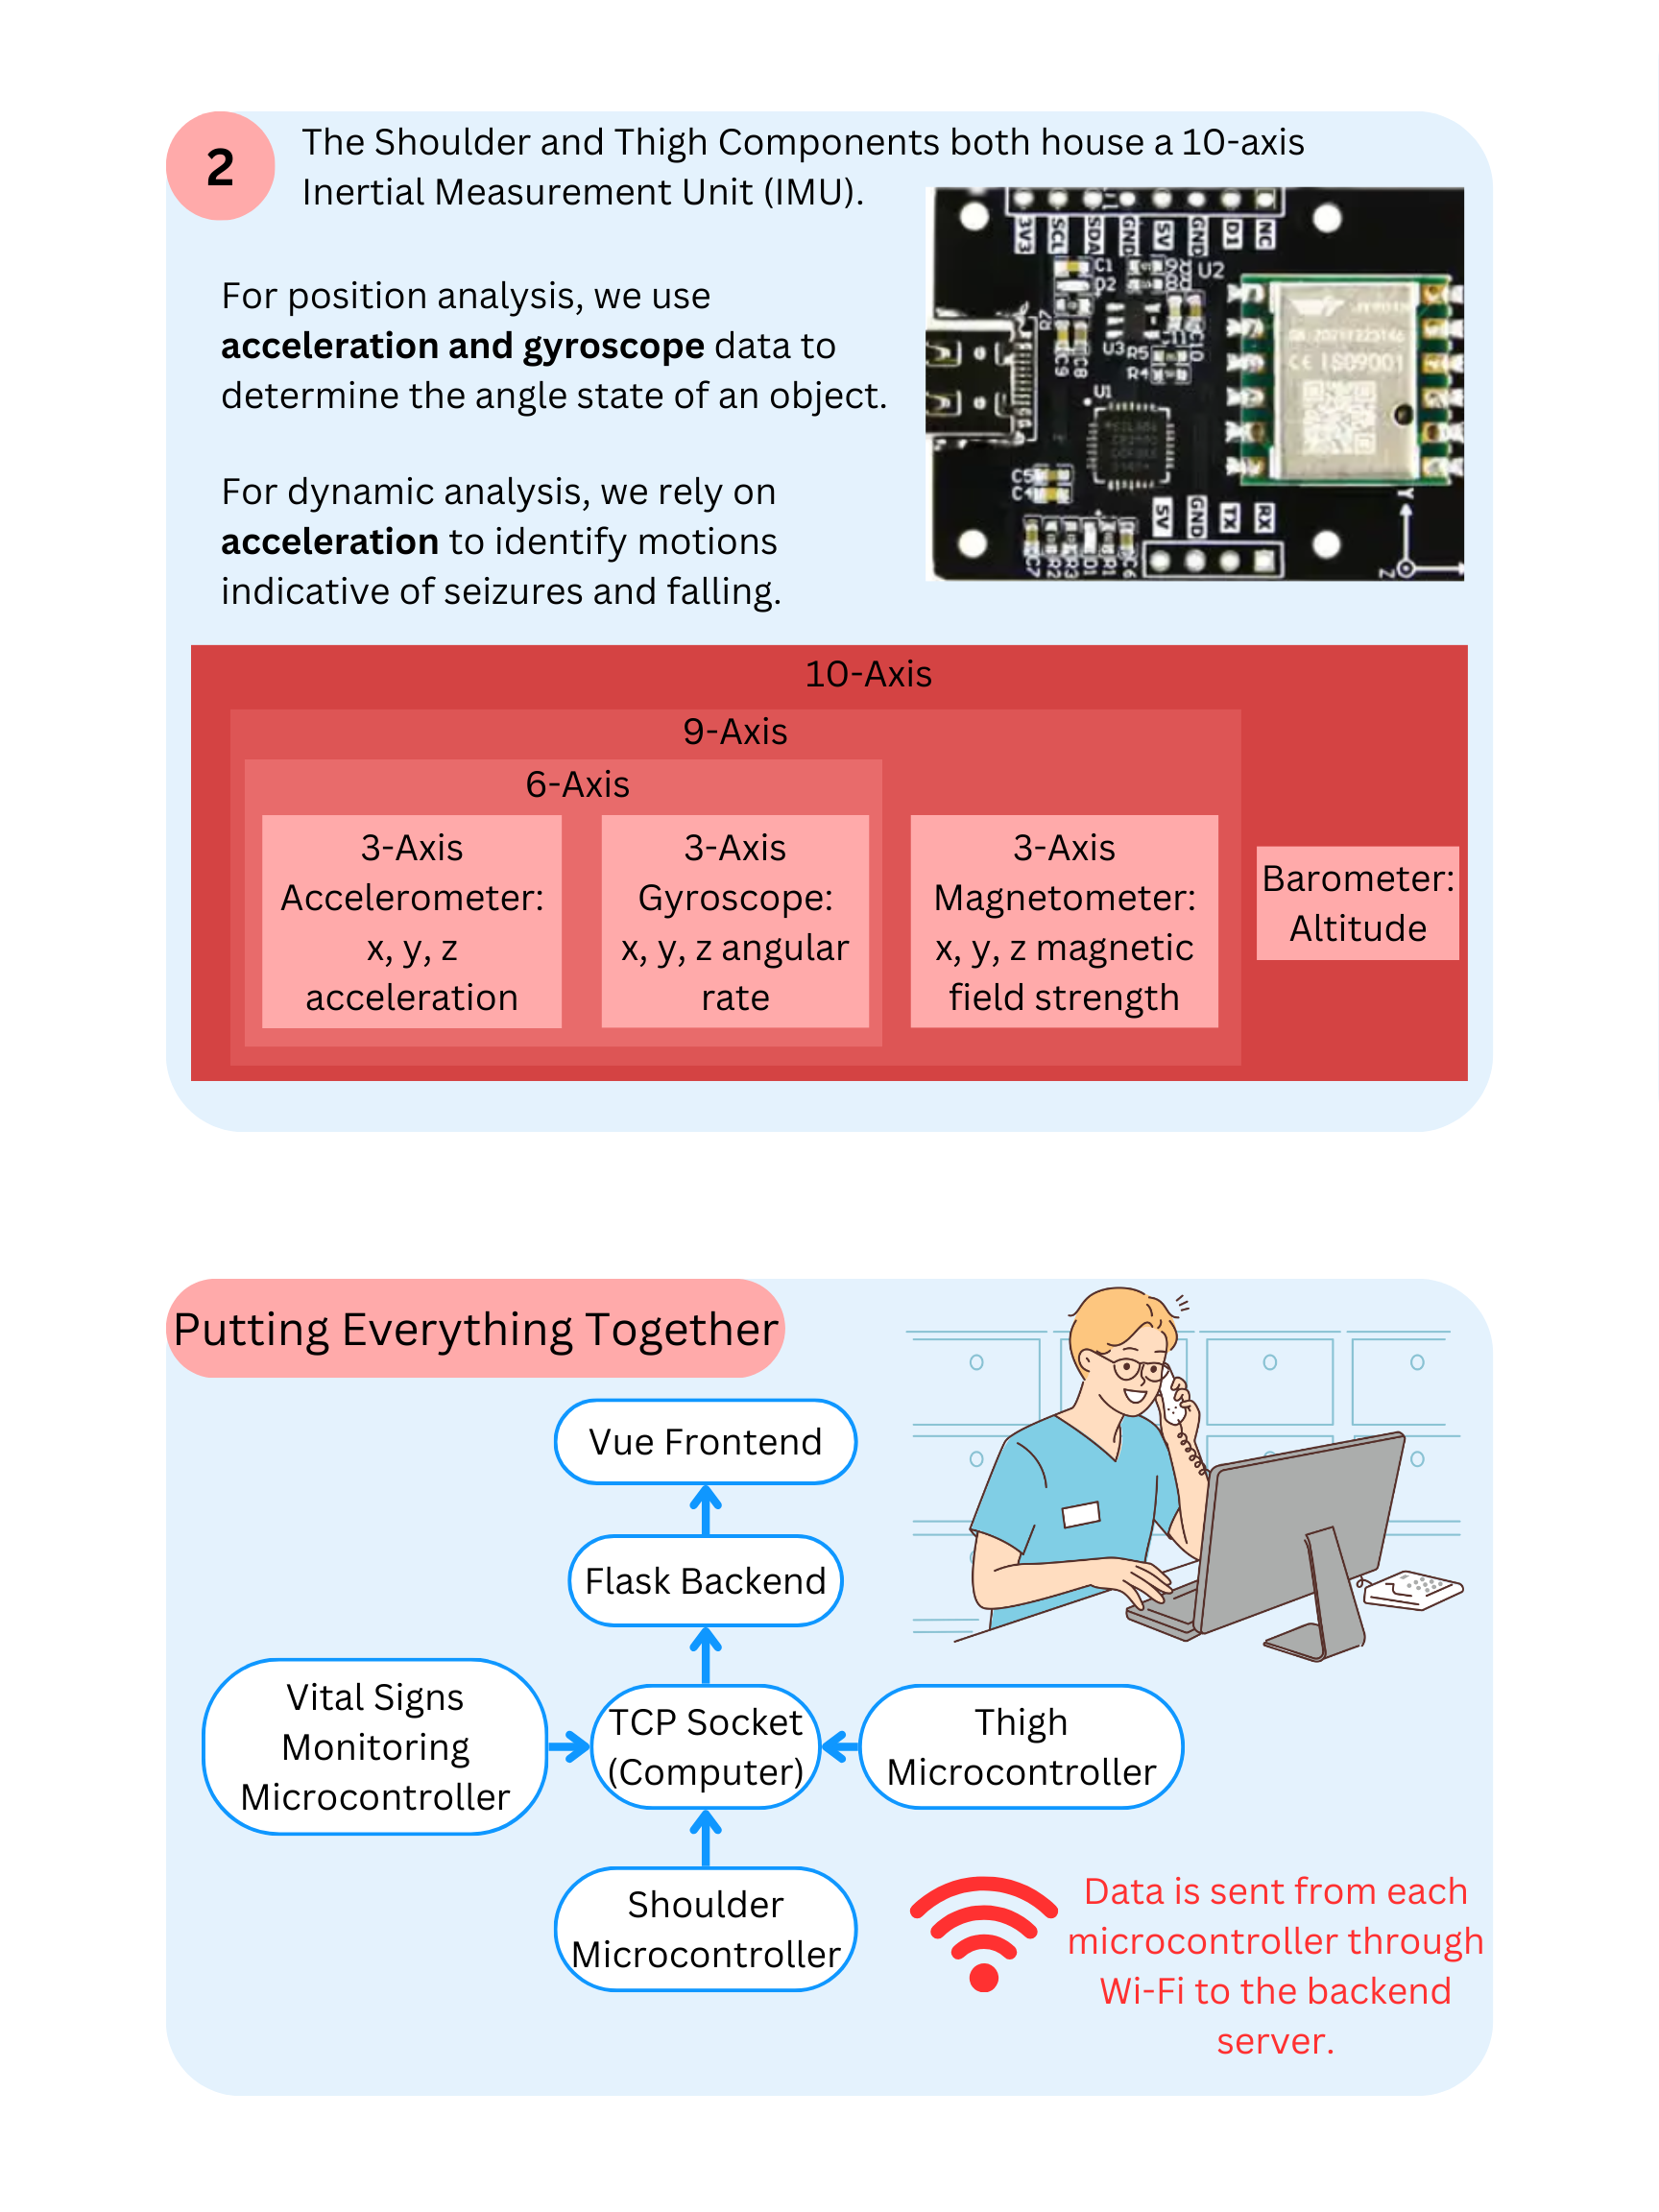 2
The Shoulder and Thigh Components both house a 10-axis
Inertial Measurement Unit (IMU).
For position analysis, we use
acceleration and gyroscope data to
determine the angle state of an object.
For dynamic analysis, we rely on
acceleration to identify motions
indicative of seizures and falling.
3V3 SCL SDA GND 5V GND D1 NC
C1
D2
U2
R7
C9 C8
U3
R5
R4
C11 C10
U1
ISO9001
C5
C4
C7 R2 R3 D1 R1 C6
5V GND TX RX
Y
Z
10-Axis
9-Axis
6-Axis
3-Axis
Accelerometer:
x, y, z
acceleration
3-Axis
Gyroscope:
x, y, z angular
rate
3-Axis
Magnetometer:
x, y, z magnetic
field strength
Barometer:
Altitude
Putting Everything Together
Vue Frontend
Flask Backend
Vital Signs
Monitoring
Microcontroller
TCP Socket
(Computer)
Thigh
Microcontroller
Shoulder
Microcontroller
Data is sent from each
microcontroller through
Wi-Fi to the backend
server.